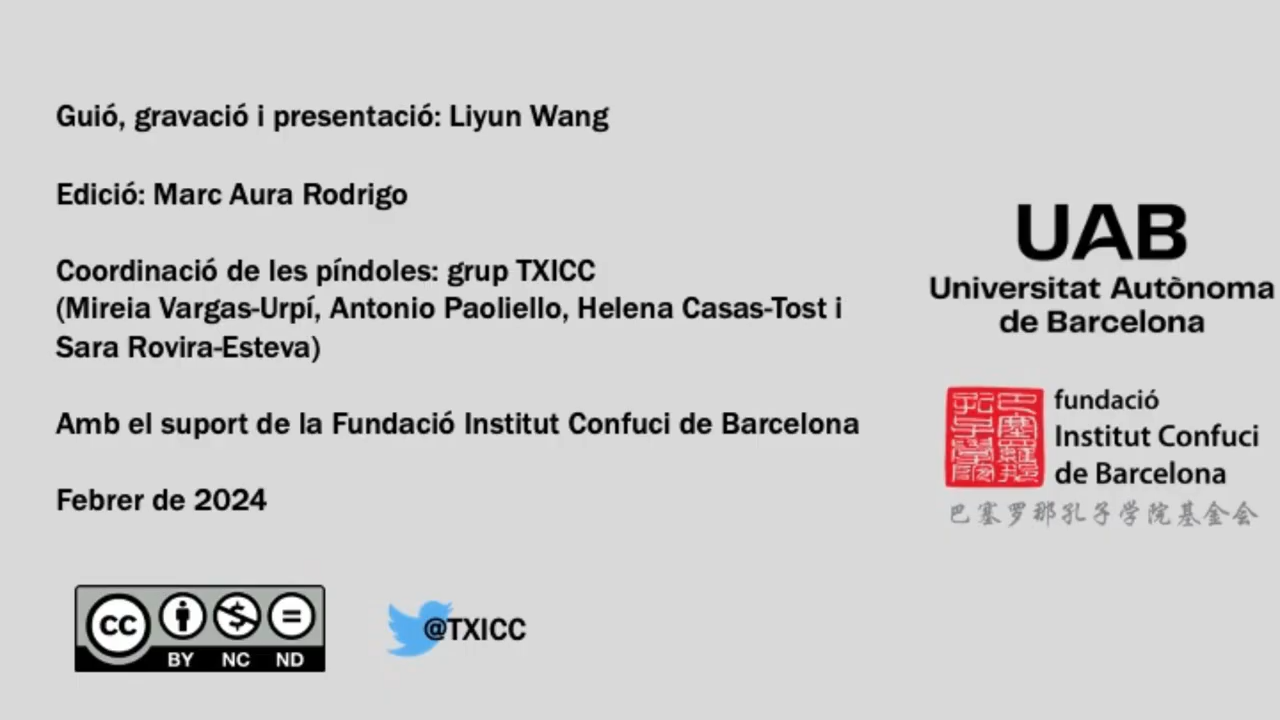 Guió, gravació i presentació: Liyun Wang
Edició: Marc Aura Rodrigo
Coordinació de les píndoles: grup TXICC
(Mireia Vargas-Urpí, Antonio Paoliello, Helena Casas-Tost i
Sara Rovira-Esteva)
Amb el suport de la Fundació Institut Confuci de Barcelona
Febrer de 2024
CC
BY NC ND
@TXICC
UAB
Universitat Autònoma
de Barcelona
fundació
Institut Confuci
de Barcelona
巴塞罗那孔子学院基金会